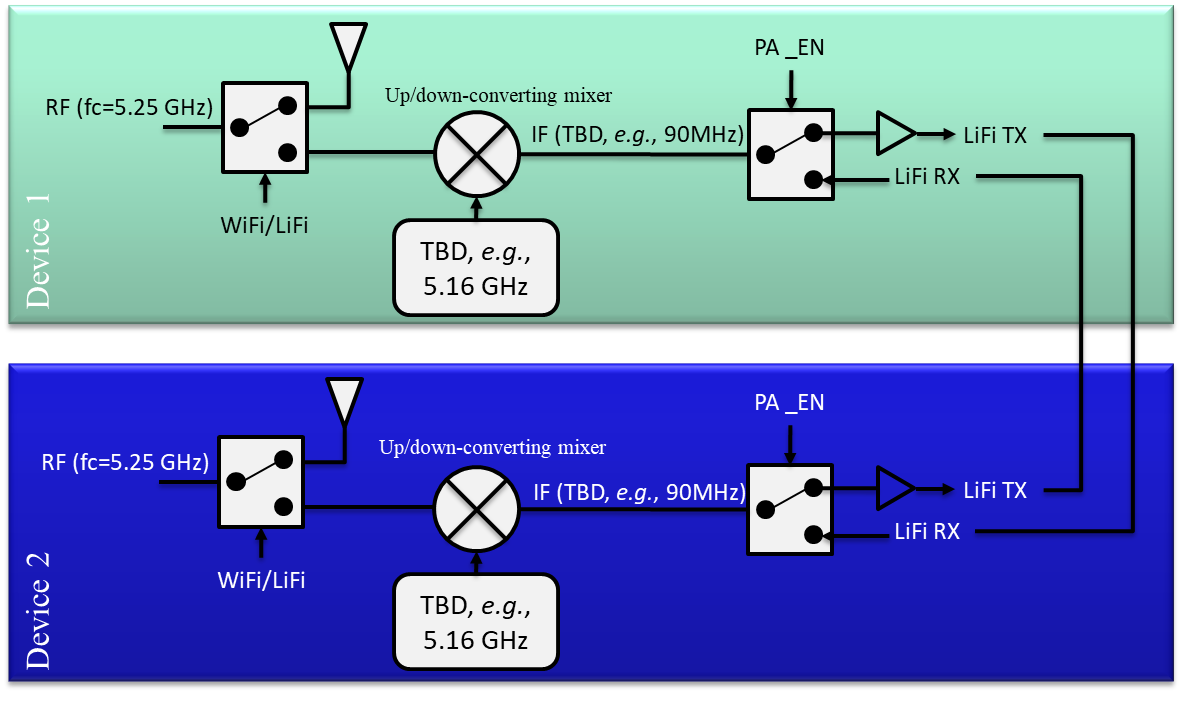 PA _EN
Up/down-converting mixer
RF (fc=5.25 GHz)
IF (TBD, e.g., 90MHz)
LiFi TX
LiFi RX
WiFi/LiFi
TBD, e.g.,
5.16 GHz
Device 1
PA _EN
Up/down-converting mixer
RF (fc=5.25 GHz)
IF (TBD, e.g., 90MHz)
LiFi TX
LiFi RX
WiFi/LiFi
TBD, e.g.,
5.16 GHz
Device 2